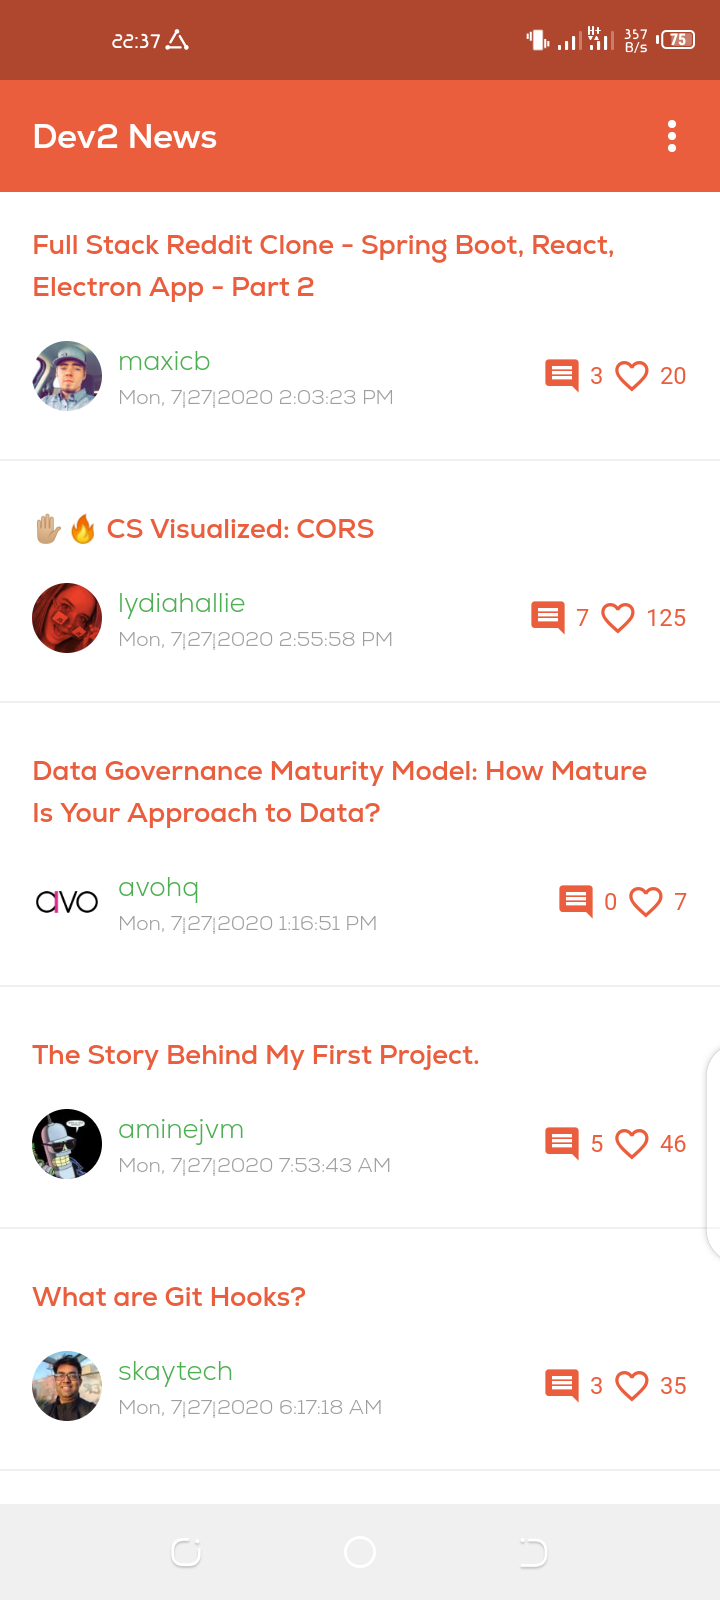 22:37
H+
357
B/s
75
Dev2 News
Full Stack Reddit Clone - Spring Boot, React,
Electron App - Part 2
maxicb
3 20
Mon, 7|27|2020 2:03:23 PM
✋🏼🔥 CS Visualized: CORS
lydiahallie
7 125
Mon, 7|27|2020 2:55:58 PM
Data Governance Maturity Model: How Mature
Is Your Approach to Data?
avo
avohq
0 7
Mon, 7|27|2020 1:16:51 PM
The Story Behind My First Project.
aminejvm
5 46
Mon, 7|27|2020 7:53:43 AM
What are Git Hooks?
skaytech
3 35
Mon, 7|27|2020 6:17:18 AM